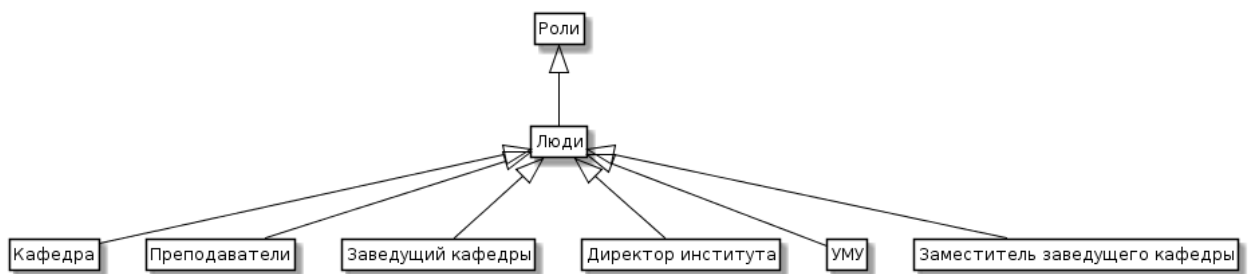 Роли
Люди
Кафедра
Преподаватели
Заведущий кафедры
Директор института
УМУ
Заместитель заведущего кафедры